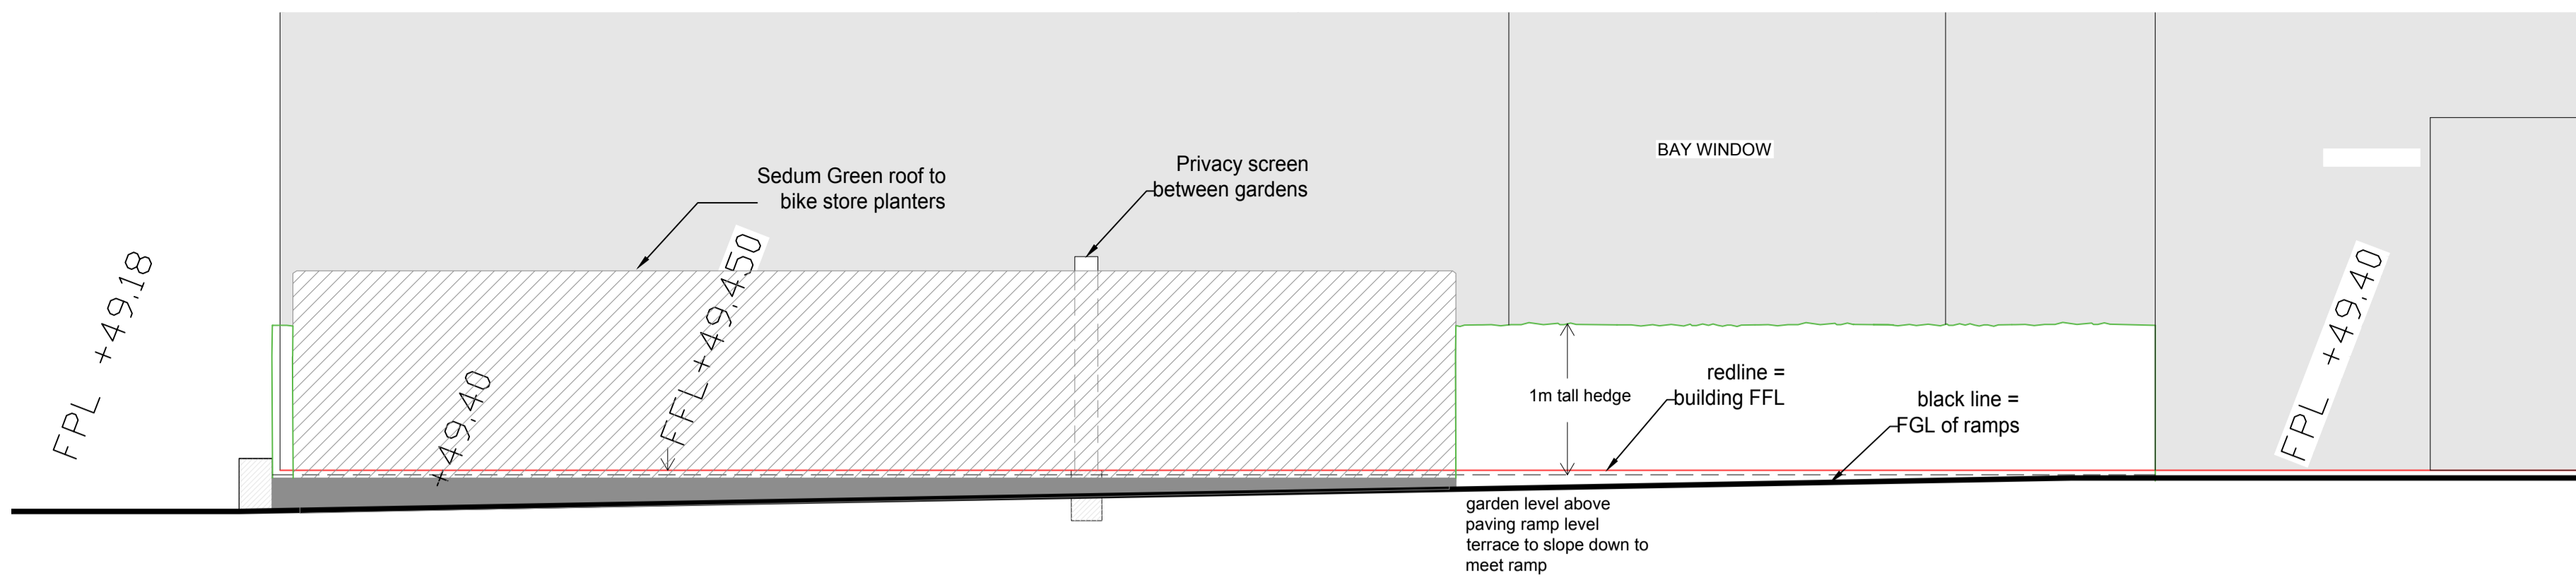 Sedum Green roof to
bike store planters
Privacy screen
between gardens
BAY WINDOW
FPL +49.18
+49.40
FFL +49.450
1m tall hedge
redline =
building FFL
black line =
FGL of ramps
FPL +49.40
garden level above
paving ramp level
terrace to slope down to
meet ramp